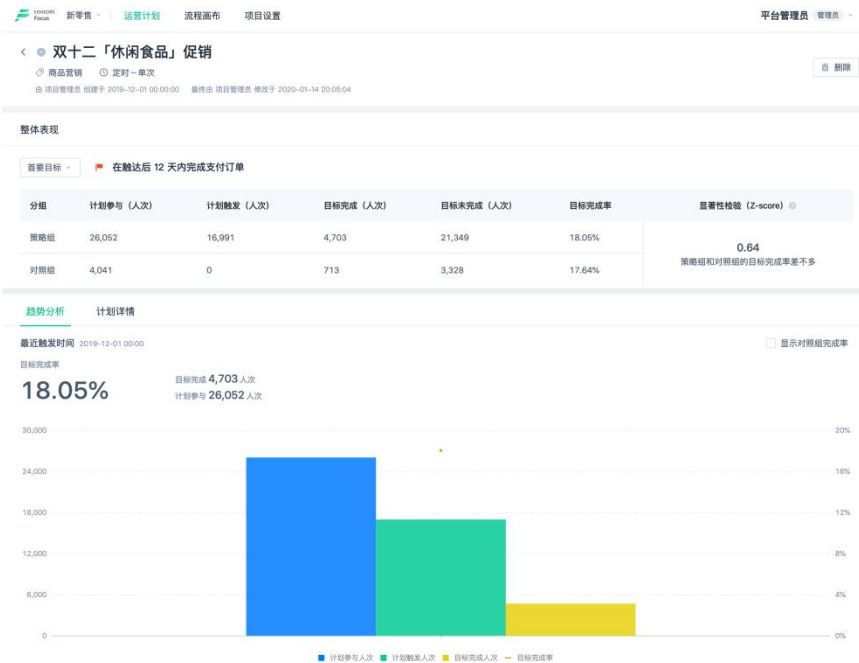 SENSORS Focus 新零售 运营计划 流程画布 项目设置 平台管理员 管理员
双十二「休闲食品」促销
商品营销 定时-单次
删除
由 项目管理员 创建于 2019-12-01 00:00:00 最终由 项目管理员 修改于 2020-01-14 20:05:04
整体表现
首要目标 在触达后 12 天内完成支付订单
分组 计划参与（人次） 计划触发（人次） 目标完成（人次） 目标未完成（人次） 目标完成率 显著性检验（Z-score）
策略组 26,052 16,991 4,703 21,349 18.05%
0.64
策略组和对照组的目标完成率差不多
对照组 4,041 0 713 3,328 17.64%
趋势分析 计划详情
最近触发时间 2019-12-01 00:00 显示对照组完成率
目标完成率
18.05%
目标完成 4,703 人次
计划参与 26,052 人次
30,000 20%
24,000 16%
18,000 12%
12,000 8%
6,000 4%
0 0%
计划参与人次 计划触发人次 目标完成人次 目标完成率